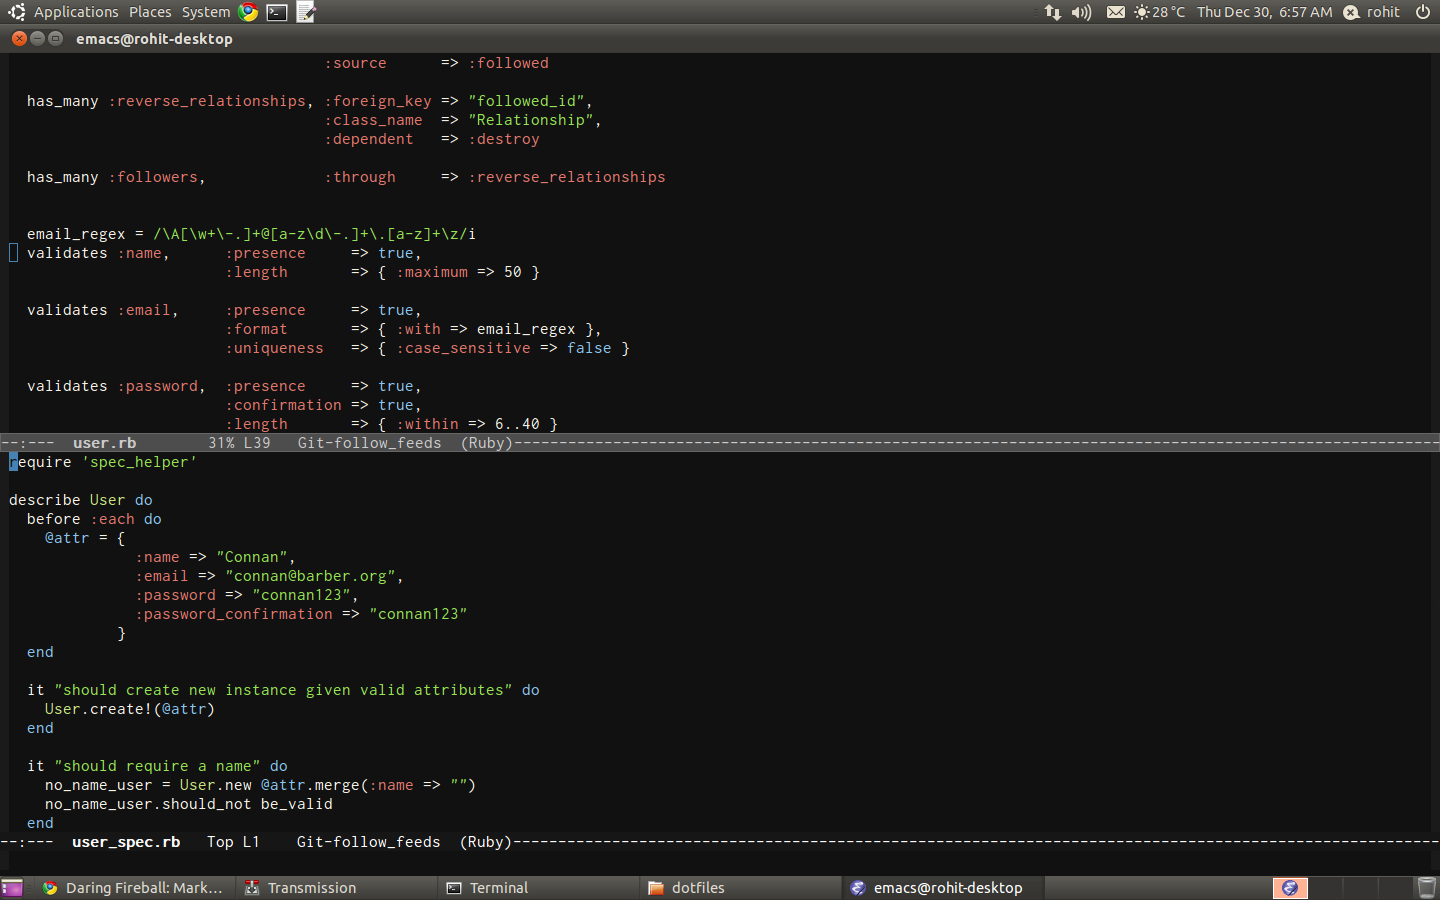 Applications Places System 28 °C Thu Dec 30, 6:57 AM rohit
emacs@rohit-desktop
:source => :followed
has_many :reverse_relationships, :foreign_key => "followed_id",
:class_name => "Relationship",
:dependent => :destroy
has_many :followers, :through => :reverse_relationships
email_regex = /\A[\w+\-.]+@[a-z\d\-.]+\.[a-z]+\z/i
validates :name, :presence => true,
:length => { :maximum => 50 }
validates :email, :presence => true,
:format => { :with => email_regex },
:uniqueness => { :case_sensitive => false }
validates :password, :presence => true,
:confirmation => true,
:length => { :within => 6..40 }
--:--- user.rb 31% L39 Git-follow_feeds (Ruby)-------------------------------------------------------------------------------------------------------
require 'spec_helper'
describe User do
before :each do
@attr = {
:name => "Connan",
:email => "connan@barber.org",
:password => "connan123",
:password_confirmation => "connan123"
}
end
it "should create new instance given valid attributes" do
User.create!(@attr)
end
it "should require a name" do
no_name_user = User.new @attr.merge(:name => "")
no_name_user.should_not be_valid
end
--:--- user_spec.rb Top L1 Git-follow_feeds (Ruby)-------------------------------------------------------------------------------------------------------
Daring Fireball: Mark... Transmission Terminal dotfiles emacs@rohit-desktop